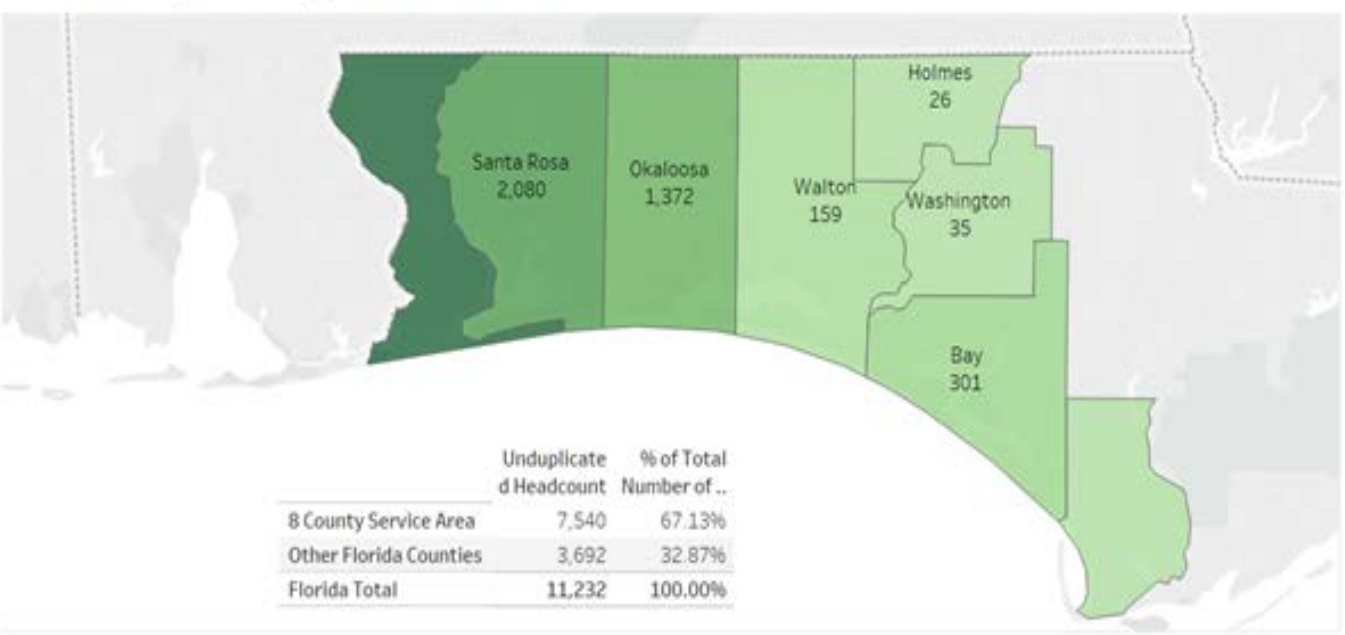 Holmes
26
Santa Rosa
2,080
Okaloosa
1,372
Walton
159
Washington
35
Bay
301
Unduplicate % of Total
d Headcount Number of ..
8 County Service Area 7,540 67.13%
Other Florida Counties 3,692 32.87%
Florida Total 11,232 100.00%